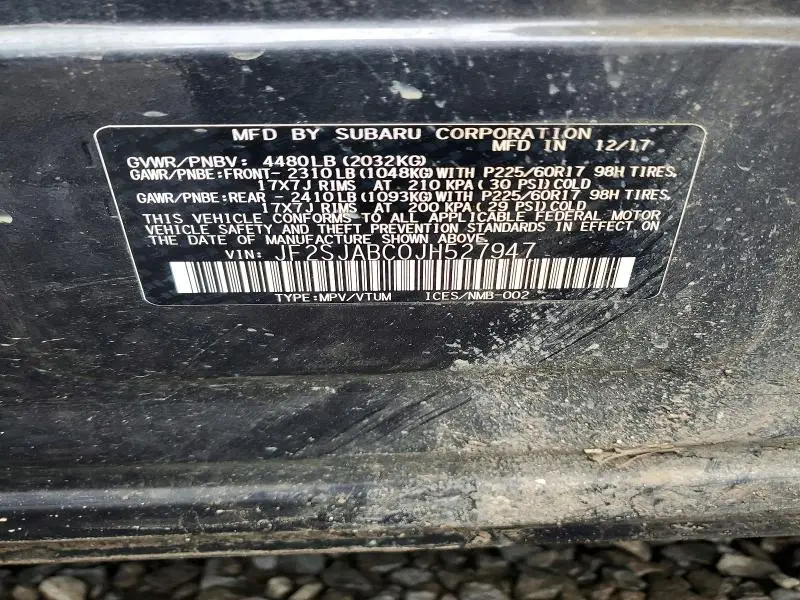 MFD BY SUBARU CORPORATION
MFD IN 12/17
GVWR/PNBV: 4480LB(2032KG)
GAWR/PNBE:FRONT-2310LB(1048KG)WITH P225/60R17 98H TIRES,
17X7J RIMS AT 210 KPA(30 PSI)COLD
GAWR/PNBE:REAR -2410LB(1093KG)WITH P225/60R17 98H TIRES,
17X7J RIMS AT 200 KPA(29 PSI)COLD
THIS VEHICLE CONFORMS TO ALL APPLICABLE FEDERAL MOTOR
VEHICLE SAFETY AND THEFT PREVENTION STANDARDS IN EFFECT ON
THE DATE OF MANUFACTURE SHOWN ABOVE.
VIN: JF2SJABC0JH527947
TYPE:MPV/VTUM ICES/NMB-002